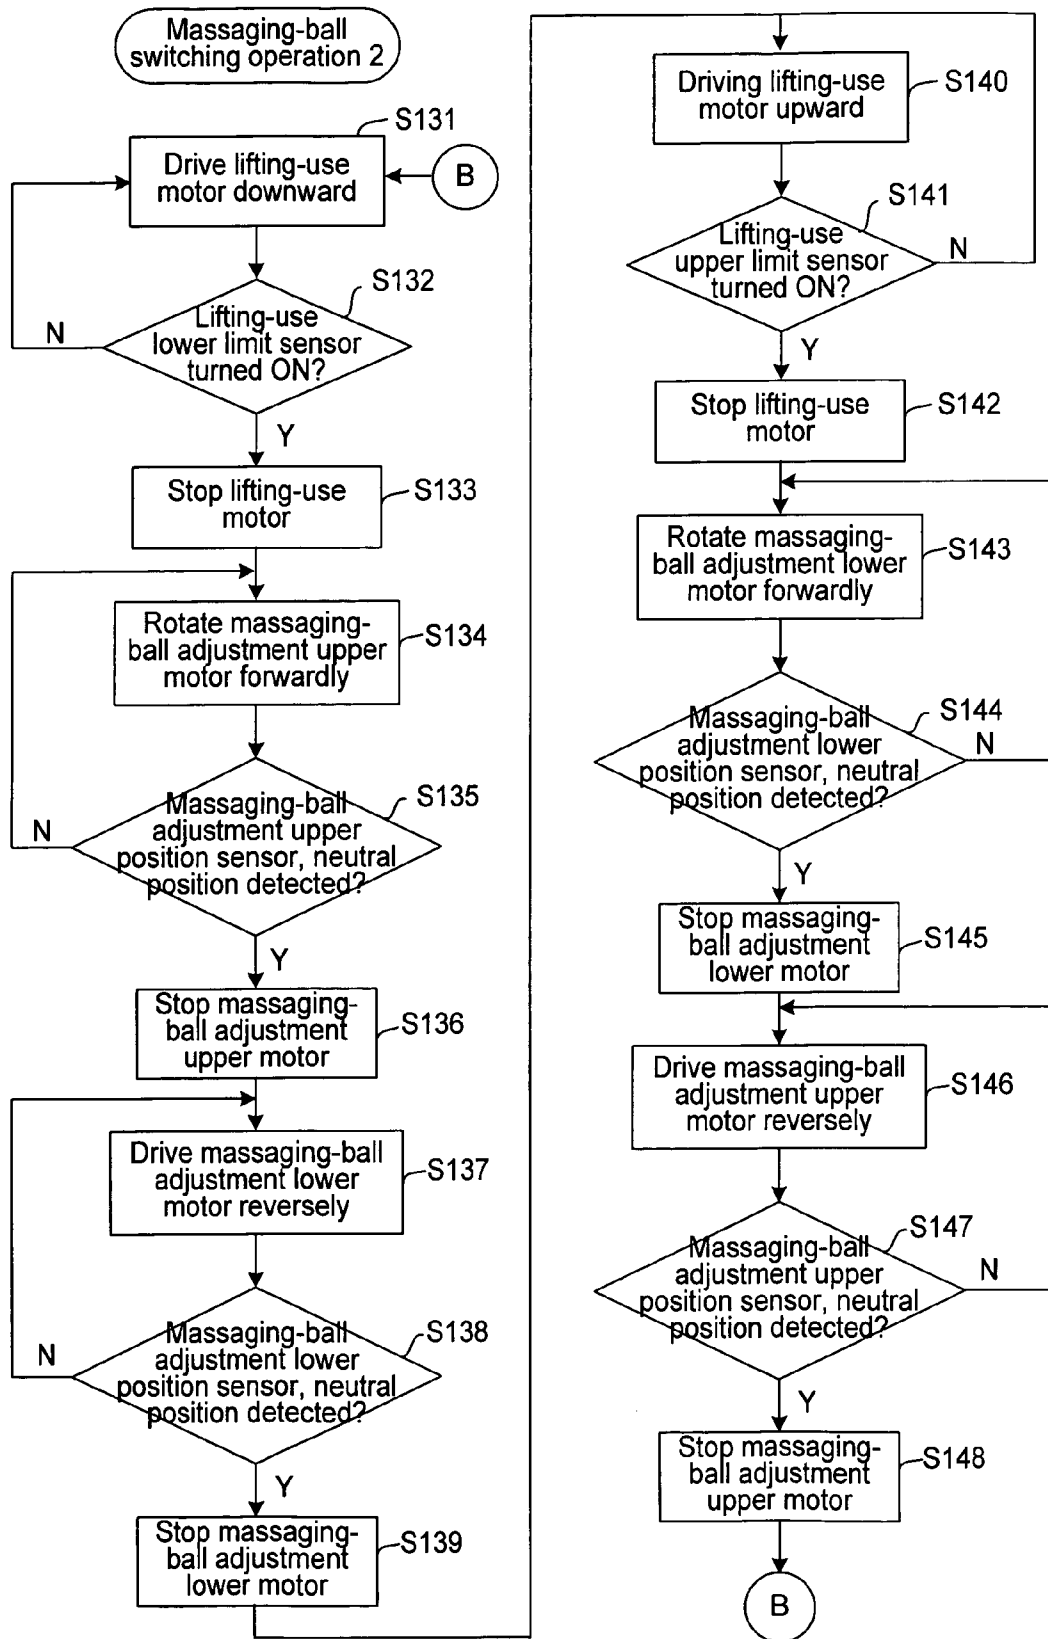 Massaging-ball
switching operation 2
S131
Drive lifting-use
motor downward
B
S132
Lifting-use
lower limit sensor
turned ON?
N
Y
S133
Stop lifting-use
motor
S134
Rotate massaging-
ball adjustment upper
motor forwardly
S135
Massaging-ball
adjustment upper
position sensor, neutral
position detected?
N
Y
S136
Stop massaging-
ball adjustment
upper motor
S137
Drive massaging-ball
adjustment lower
motor reversely
S138
Massaging-ball
adjustment lower
position sensor, neutral
position detected?
N
Y
S139
Stop massaging-
ball adjustment
lower motor
S140
Driving lifting-use
motor upward
S141
Lifting-use
upper limit sensor
turned ON?
N
Y
S142
Stop lifting-use
motor
S143
Rotate massaging-
ball adjustment lower
motor forwardly
S144
Massaging-ball
adjustment lower
position sensor, neutral
position detected?
N
Y
S145
Stop massaging-
ball adjustment
lower motor
S146
Drive massaging-ball
adjustment upper
motor reversely
S147
Massaging-ball
adjustment upper
position sensor, neutral
position detected?
N
Y
S148
Stop massaging-
ball adjustment
upper motor
B